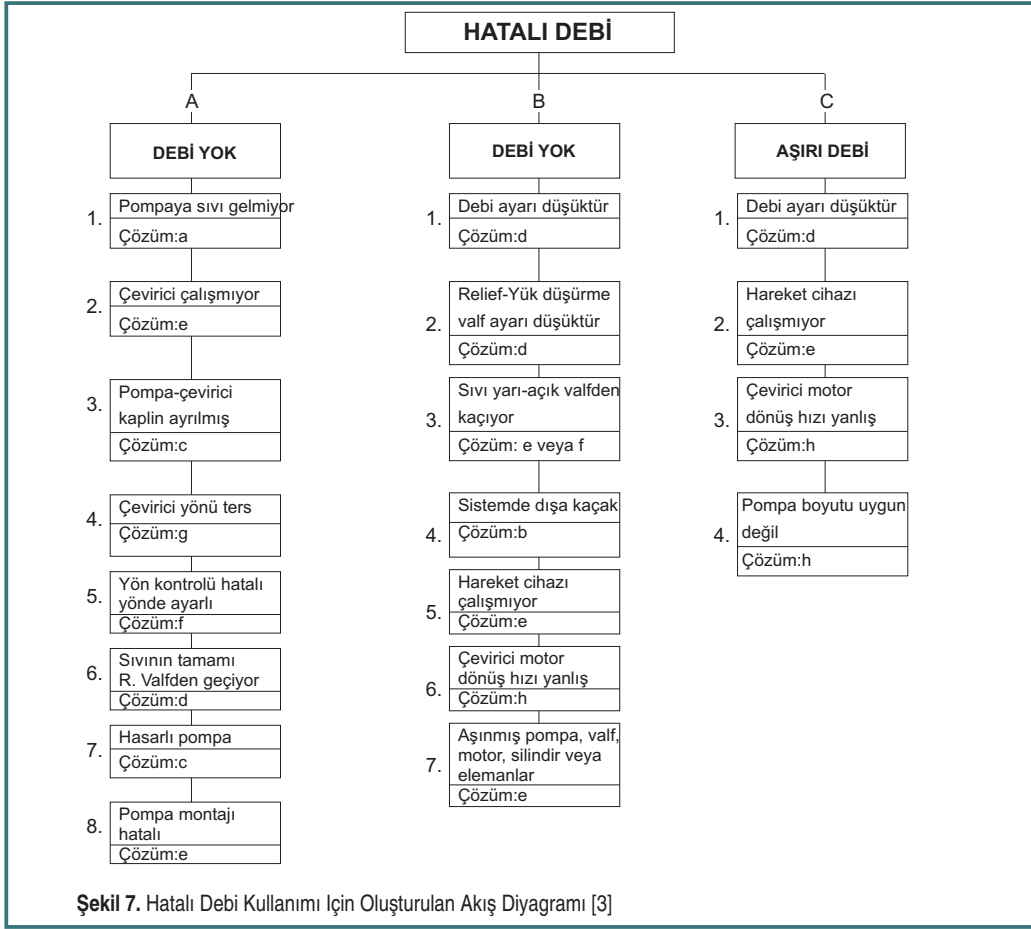 HATALI DEBİ
A
DEBİ YOK
1.
Pompaya sıvı gelmiyor
Çözüm:a
2.
Çevirici çalışmıyor
Çözüm:e
3.
Pompa-çevirici
kaplin ayrılmış
Çözüm:c
4.
Çevirici yönü ters
Çözüm:g
5.
Yön kontrolü hatalı
yönde ayarlı
Çözüm:f
6.
Sıvının tamamı
R. Valfden geçiyor
Çözüm:d
7.
Hasarlı pompa
Çözüm:c
8.
Pompa montajı
hatalı
Çözüm:e
B
DEBİ YOK
1.
Debi ayarı düşüktür
Çözüm:d
2.
Relief-Yük düşürme
valf ayarı düşüktür
Çözüm:d
3.
Sıvı yarı-açık valfden
kaçıyor
Çözüm: e veya f
4.
Sistemde dışa kaçak
Çözüm:b
5.
Hareket cihazı
çalışmıyor
Çözüm:e
6.
Çevirici motor
dönüş hızı yanlış
Çözüm:h
7.
Aşınmış pompa, valf,
motor, silindir veya
elemanlar
Çözüm:e
C
AŞIRI DEBİ
1.
Debi ayarı düşüktür
Çözüm:d
2.
Hareket cihazı
çalışmıyor
Çözüm:e
3.
Çevirici motor
dönüş hızı yanlış
Çözüm:h
4.
Pompa boyutu uygun
değil
Çözüm:h
Şekil 7. Hatalı Debi Kullanımı Için Oluşturulan Akış Diyagramı [3]